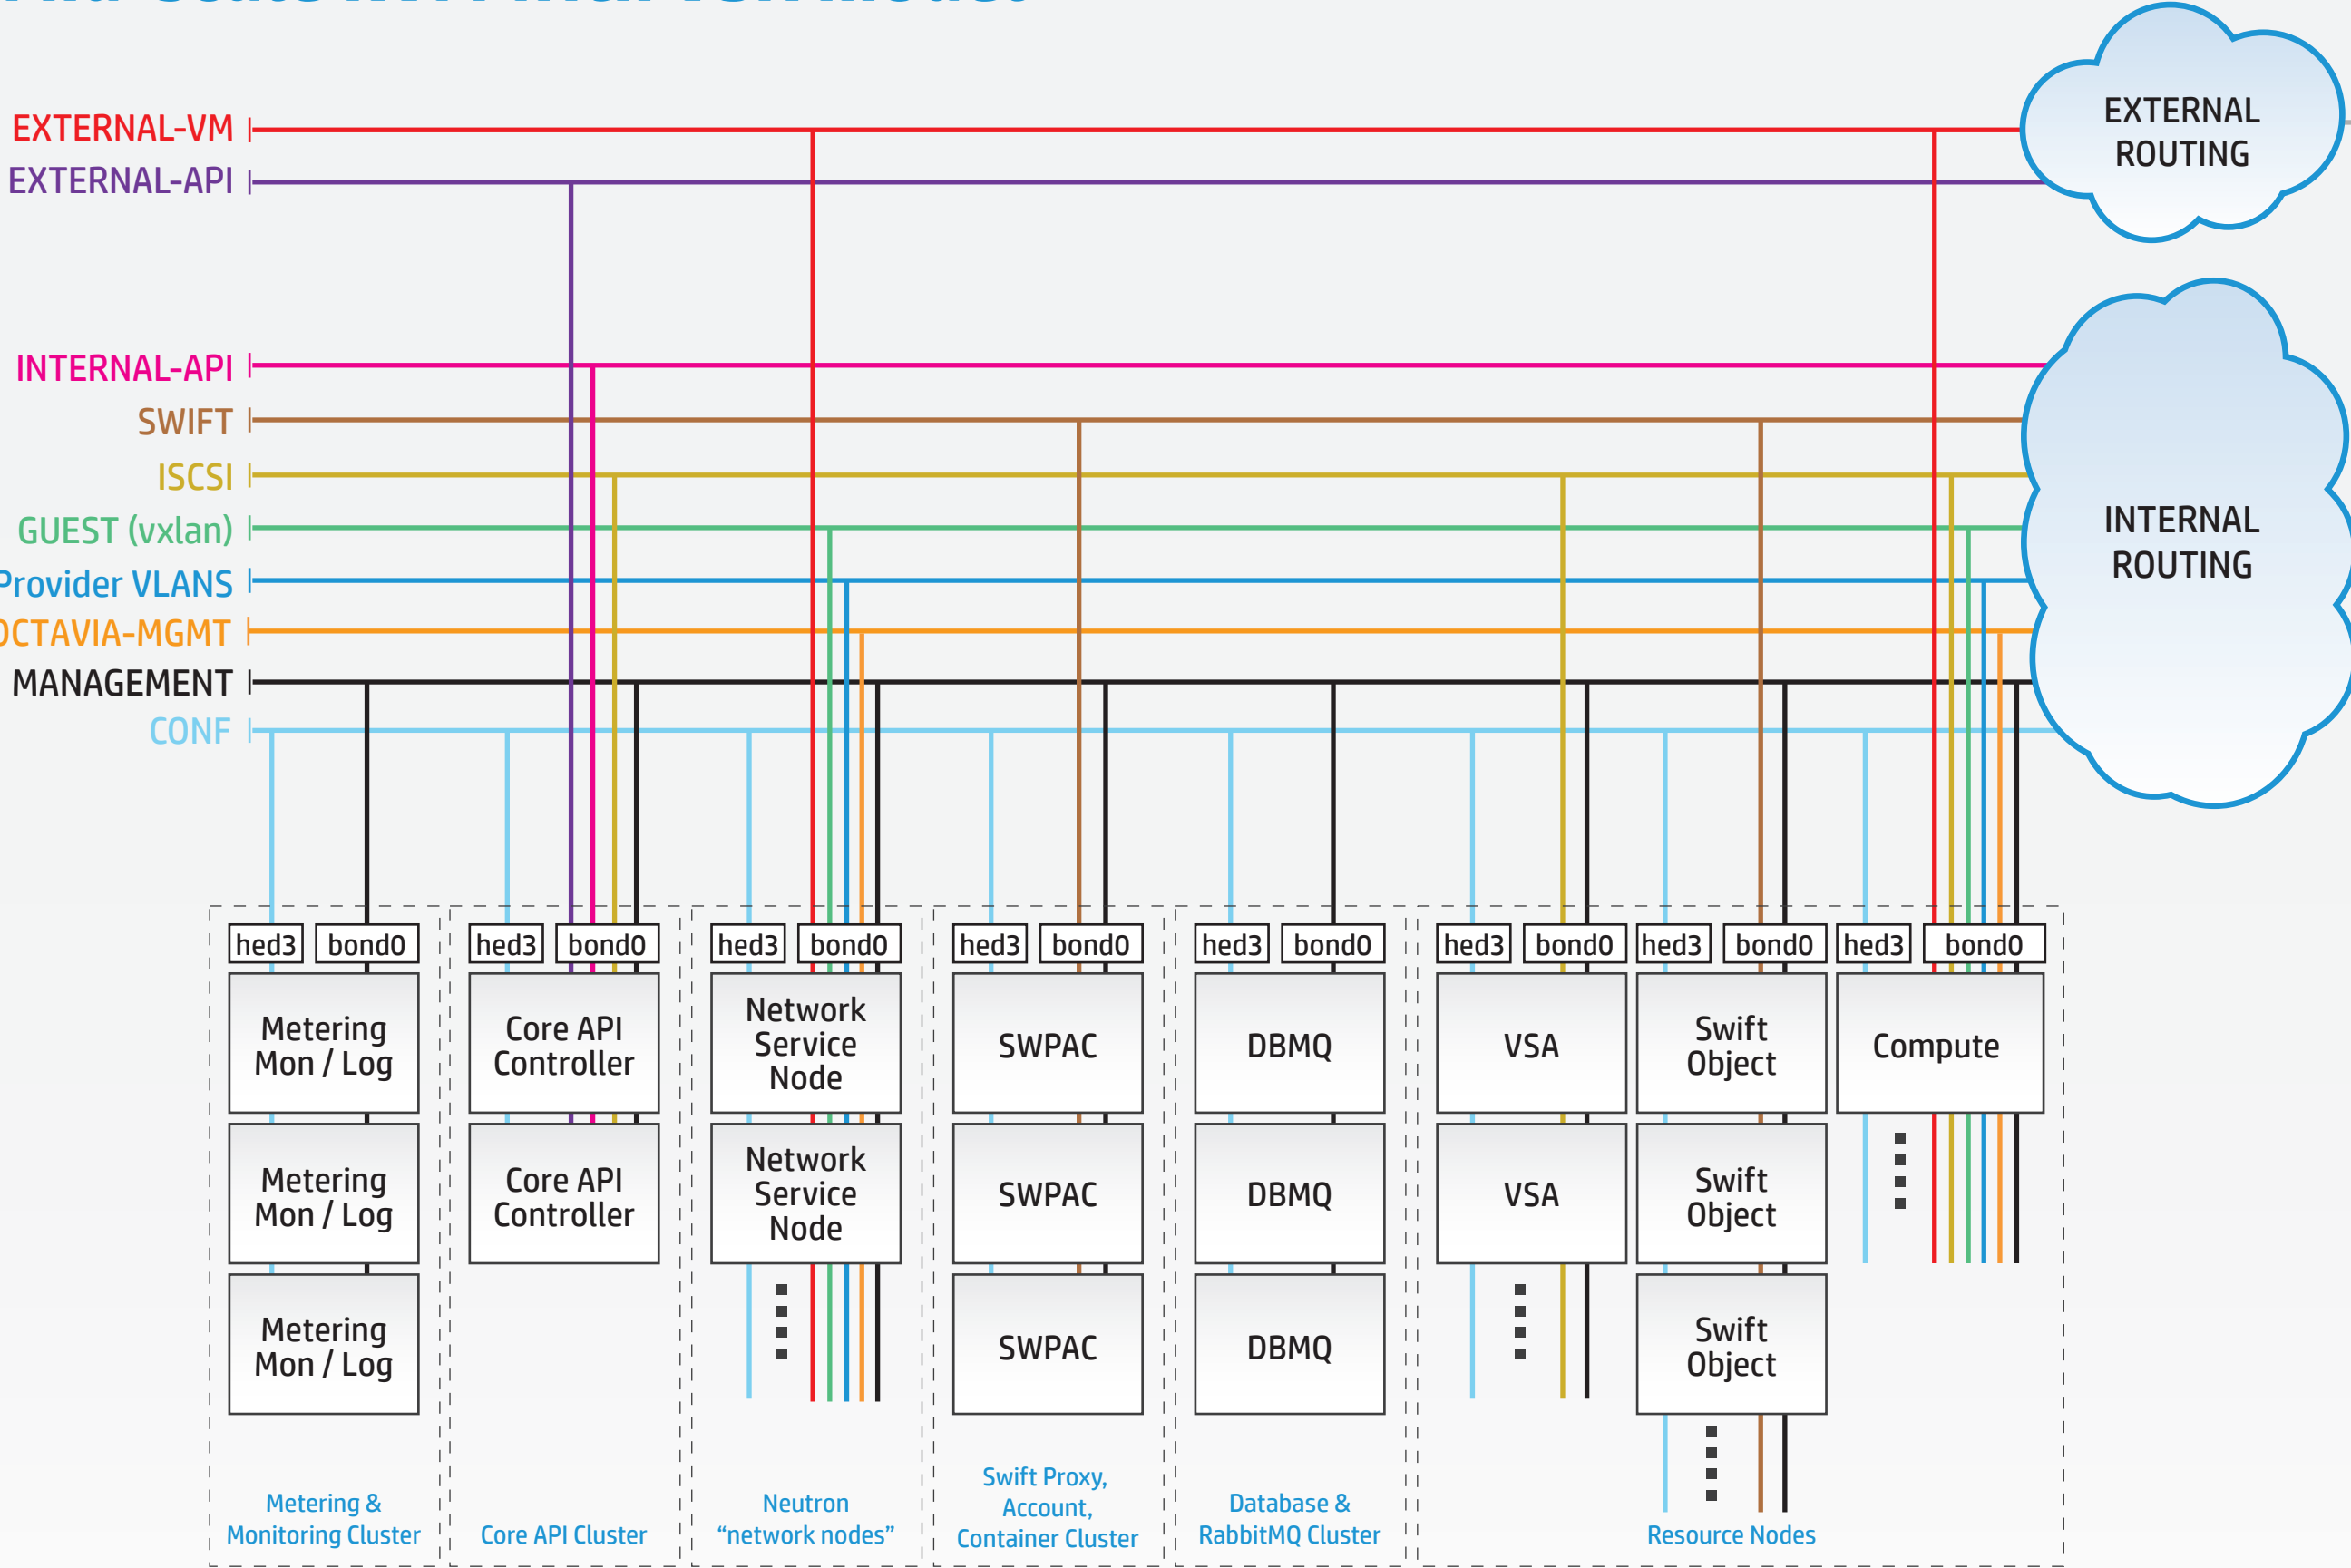 EXTERNAL-VM
EXTERNAL-API
EXTERNAL
ROUTING
INTERNAL-API
SWIFT
ISCSI
GUEST (vxlan)
Provider VLANS
OCTAVIA-MGMT
MANAGEMENT
CONF
INTERNAL
ROUTING
hed3 bond0 hed3 bond0 hed3 bond0 hed3 bond0 hed3 bond0 hed3 bond0 hed3 bond0 hed3 bond0
Metering
Mon / Log
Core API
Controller
Network
Service
Node
SWPAC
DBMQ
VSA
Swift
Object
Compute
Metering
Mon / Log
Core API
Controller
Network
Service
Node
SWPAC
DBMQ
VSA
Swift
Object
Metering
Mon / Log
SWPAC
DBMQ
Swift
Object
Metering &
Monitoring Cluster
Core API Cluster
Neutron
“network nodes”
Swift Proxy,
Account,
Container Cluster
Database &
RabbitMQ Cluster
Resource Nodes